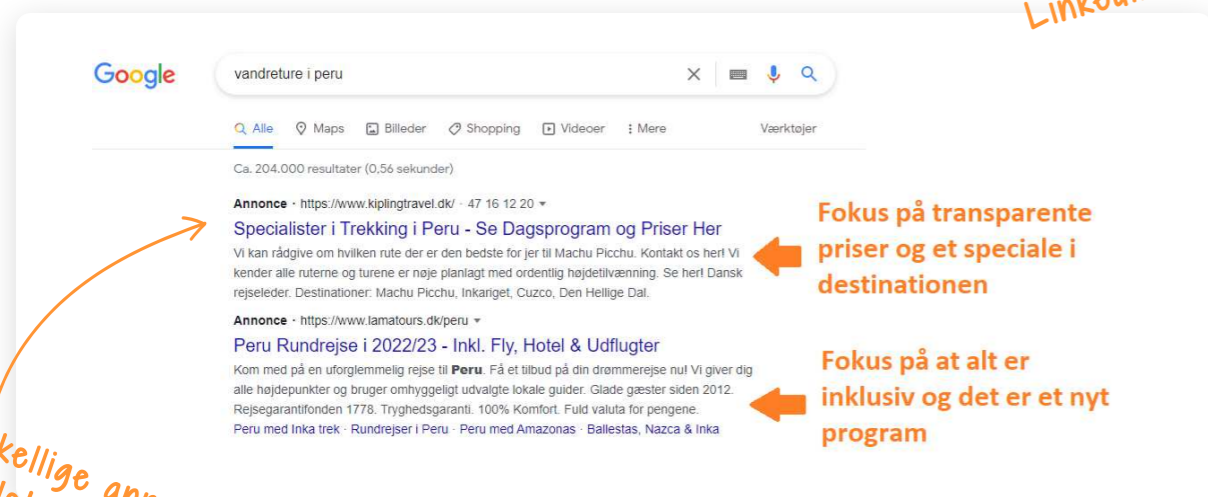 Google
vandreture i peru
Alle Maps Billeder Shopping Videoer Mere Værktøjer
Ca. 204.000 resultater (0,56 sekunder)
Annonce · https://www.kiplingtravel.dk/ · 47 16 12 20
Specialister i Trekking i Peru - Se Dagsprogram og Priser Her
Vi kan rådgive om hvilken rute der er den bedste for jer til Machu Picchu. Kontakt os her! Vi
kender alle ruterne og turene er nøje planlagt med ordentlig højdetilvænning. Se her! Dansk
rejseleder. Destinationer: Machu Picchu, Inkariget, Cuzco, Den Hellige Dal.
Fokus på transparente
priser og et speciale i
destinationen
Annonce · https://www.lamatours.dk/peru
Peru Rundrejse i 2022/23 - Inkl. Fly, Hotel & Udflugter
Kom med på en uforglemmelig rejse til Peru. Få et tilbud på din drømmerejse nu! Vi giver dig
alle højdepunkter og bruger omhyggeligt udvalgte lokale guider. Glade gæster siden 2012.
Rejsegarantifonden 1778. Tryghedsgaranti. 100% Komfort. Fuld valuta for pengene.
Peru med Inka trek · Rundrejser i Peru · Peru med Amazonas · Ballestas, Nazca & Inka
Fokus på at alt er
inklusiv og det er et nyt
program